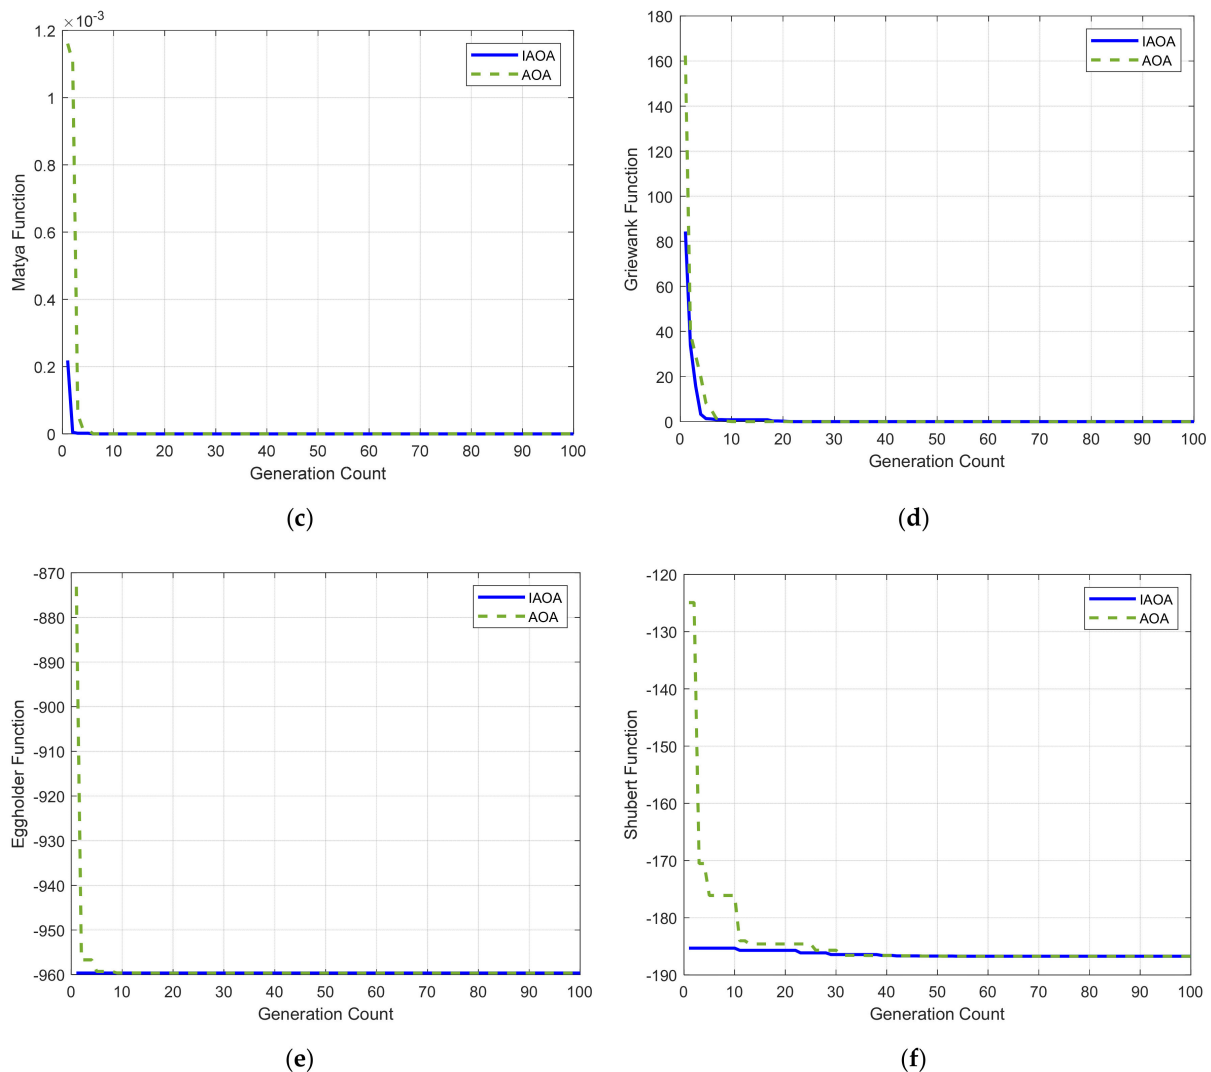 ×10-3
1.2
1
0.8
0.6
0.4
0.2
0
Matya Function
IAOA
AOA
0 10 20 30 40 50 60 70 80 90 100
Generation Count
(c)
180
160
140
120
100
80
60
40
20
0
Griewank Function
IAOA
AOA
0 10 20 30 40 50 60 70 80 90 100
Generation Count
(d)
-870
-880
-890
-900
-910
-920
-930
-940
-950
-960
Eggholder Function
IAOA
AOA
0 10 20 30 40 50 60 70 80 90 100
Generation Count
(e)
-120
-130
-140
-150
-160
-170
-180
-190
Shubert Function
IAOA
AOA
0 10 20 30 40 50 60 70 80 90 100
Generation Count
(f)